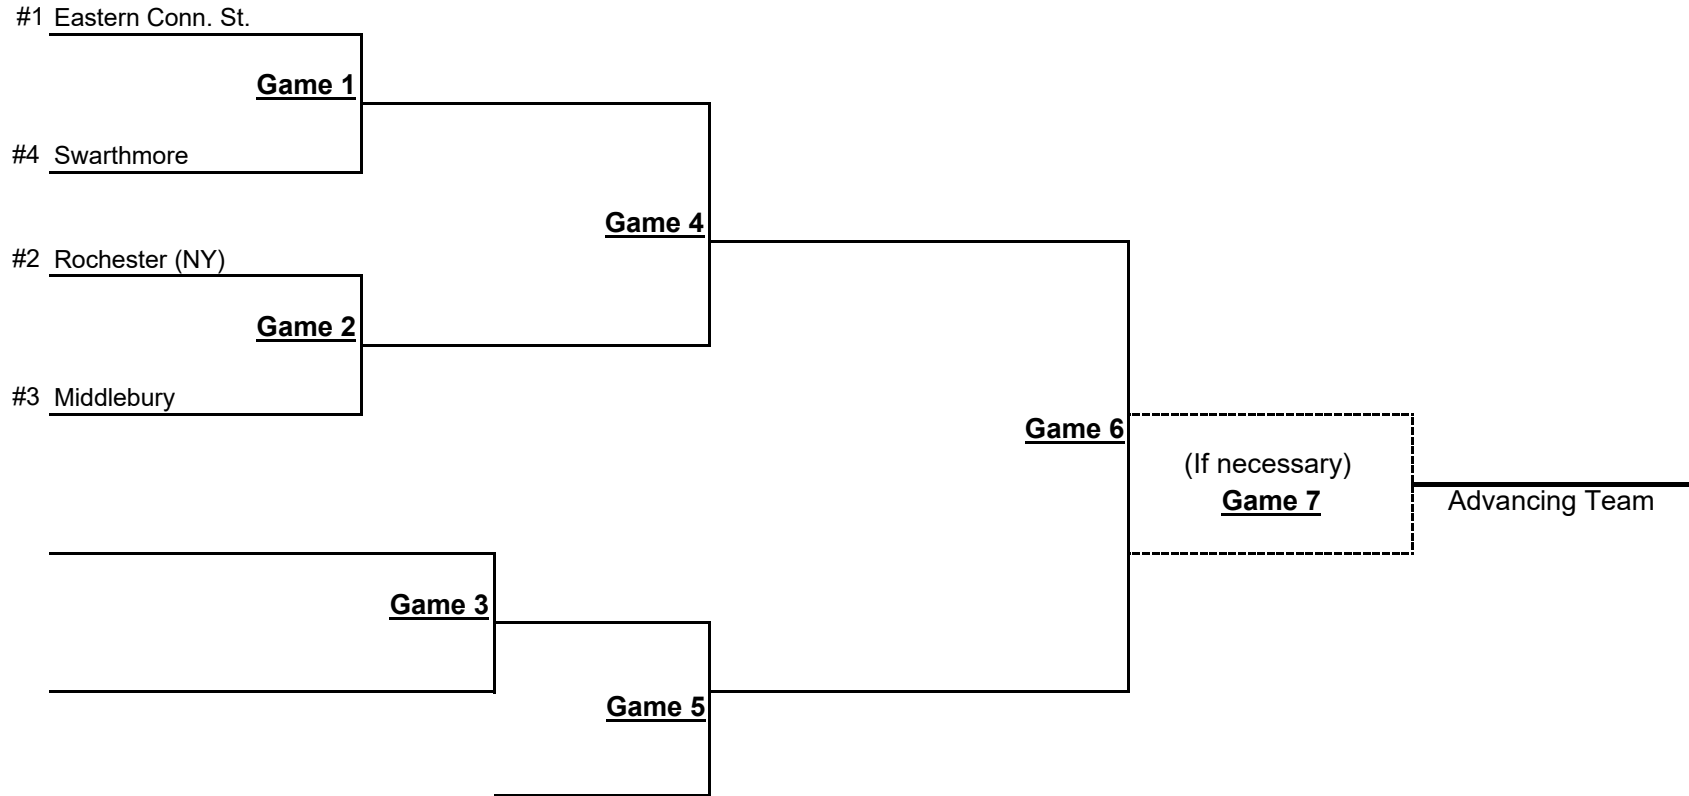 #1 Eastern Conn. St.
Game 1
#4 Swarthmore
Game 4
#2 Rochester (NY)
Game 2
#3 Middlebury
Game 6
(If necessary)
Game 7
Advancing Team
Game 3
Game 5